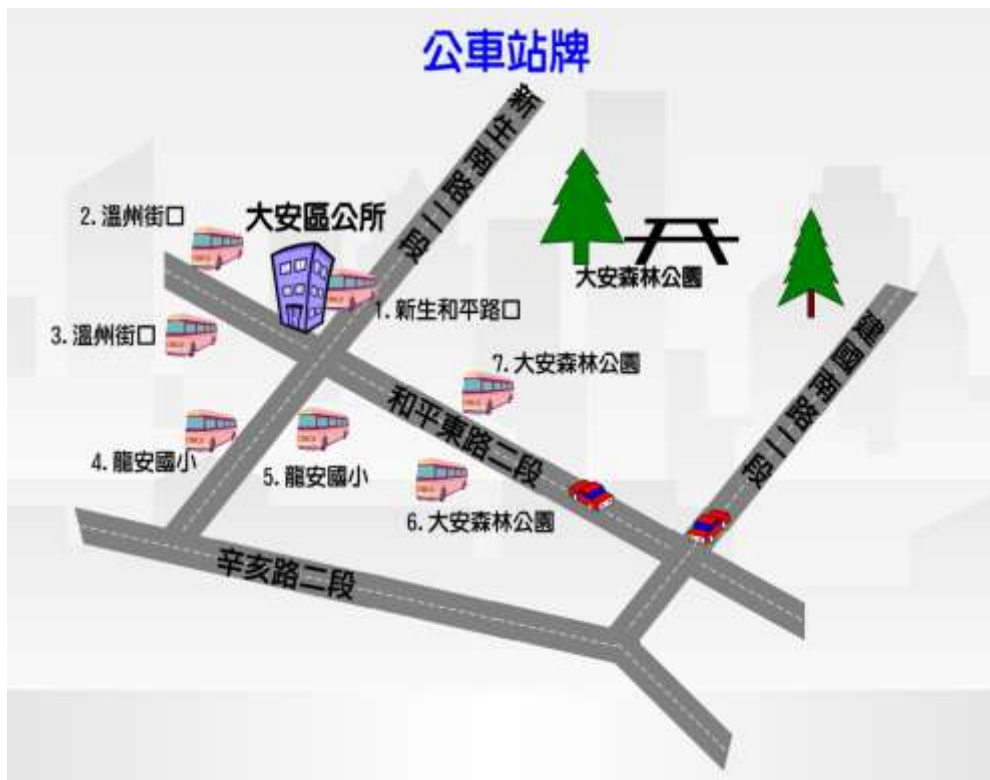 公車站牌
新生南路二段
2.溫州街口
大安區公所
大安森林公園
1.新生和平路口
3.溫州街口
建國南路二段
7.大安森林公園
和平東路二段
4.龍安國小
5.龍安國小
6.大安森林公園
辛亥路二段